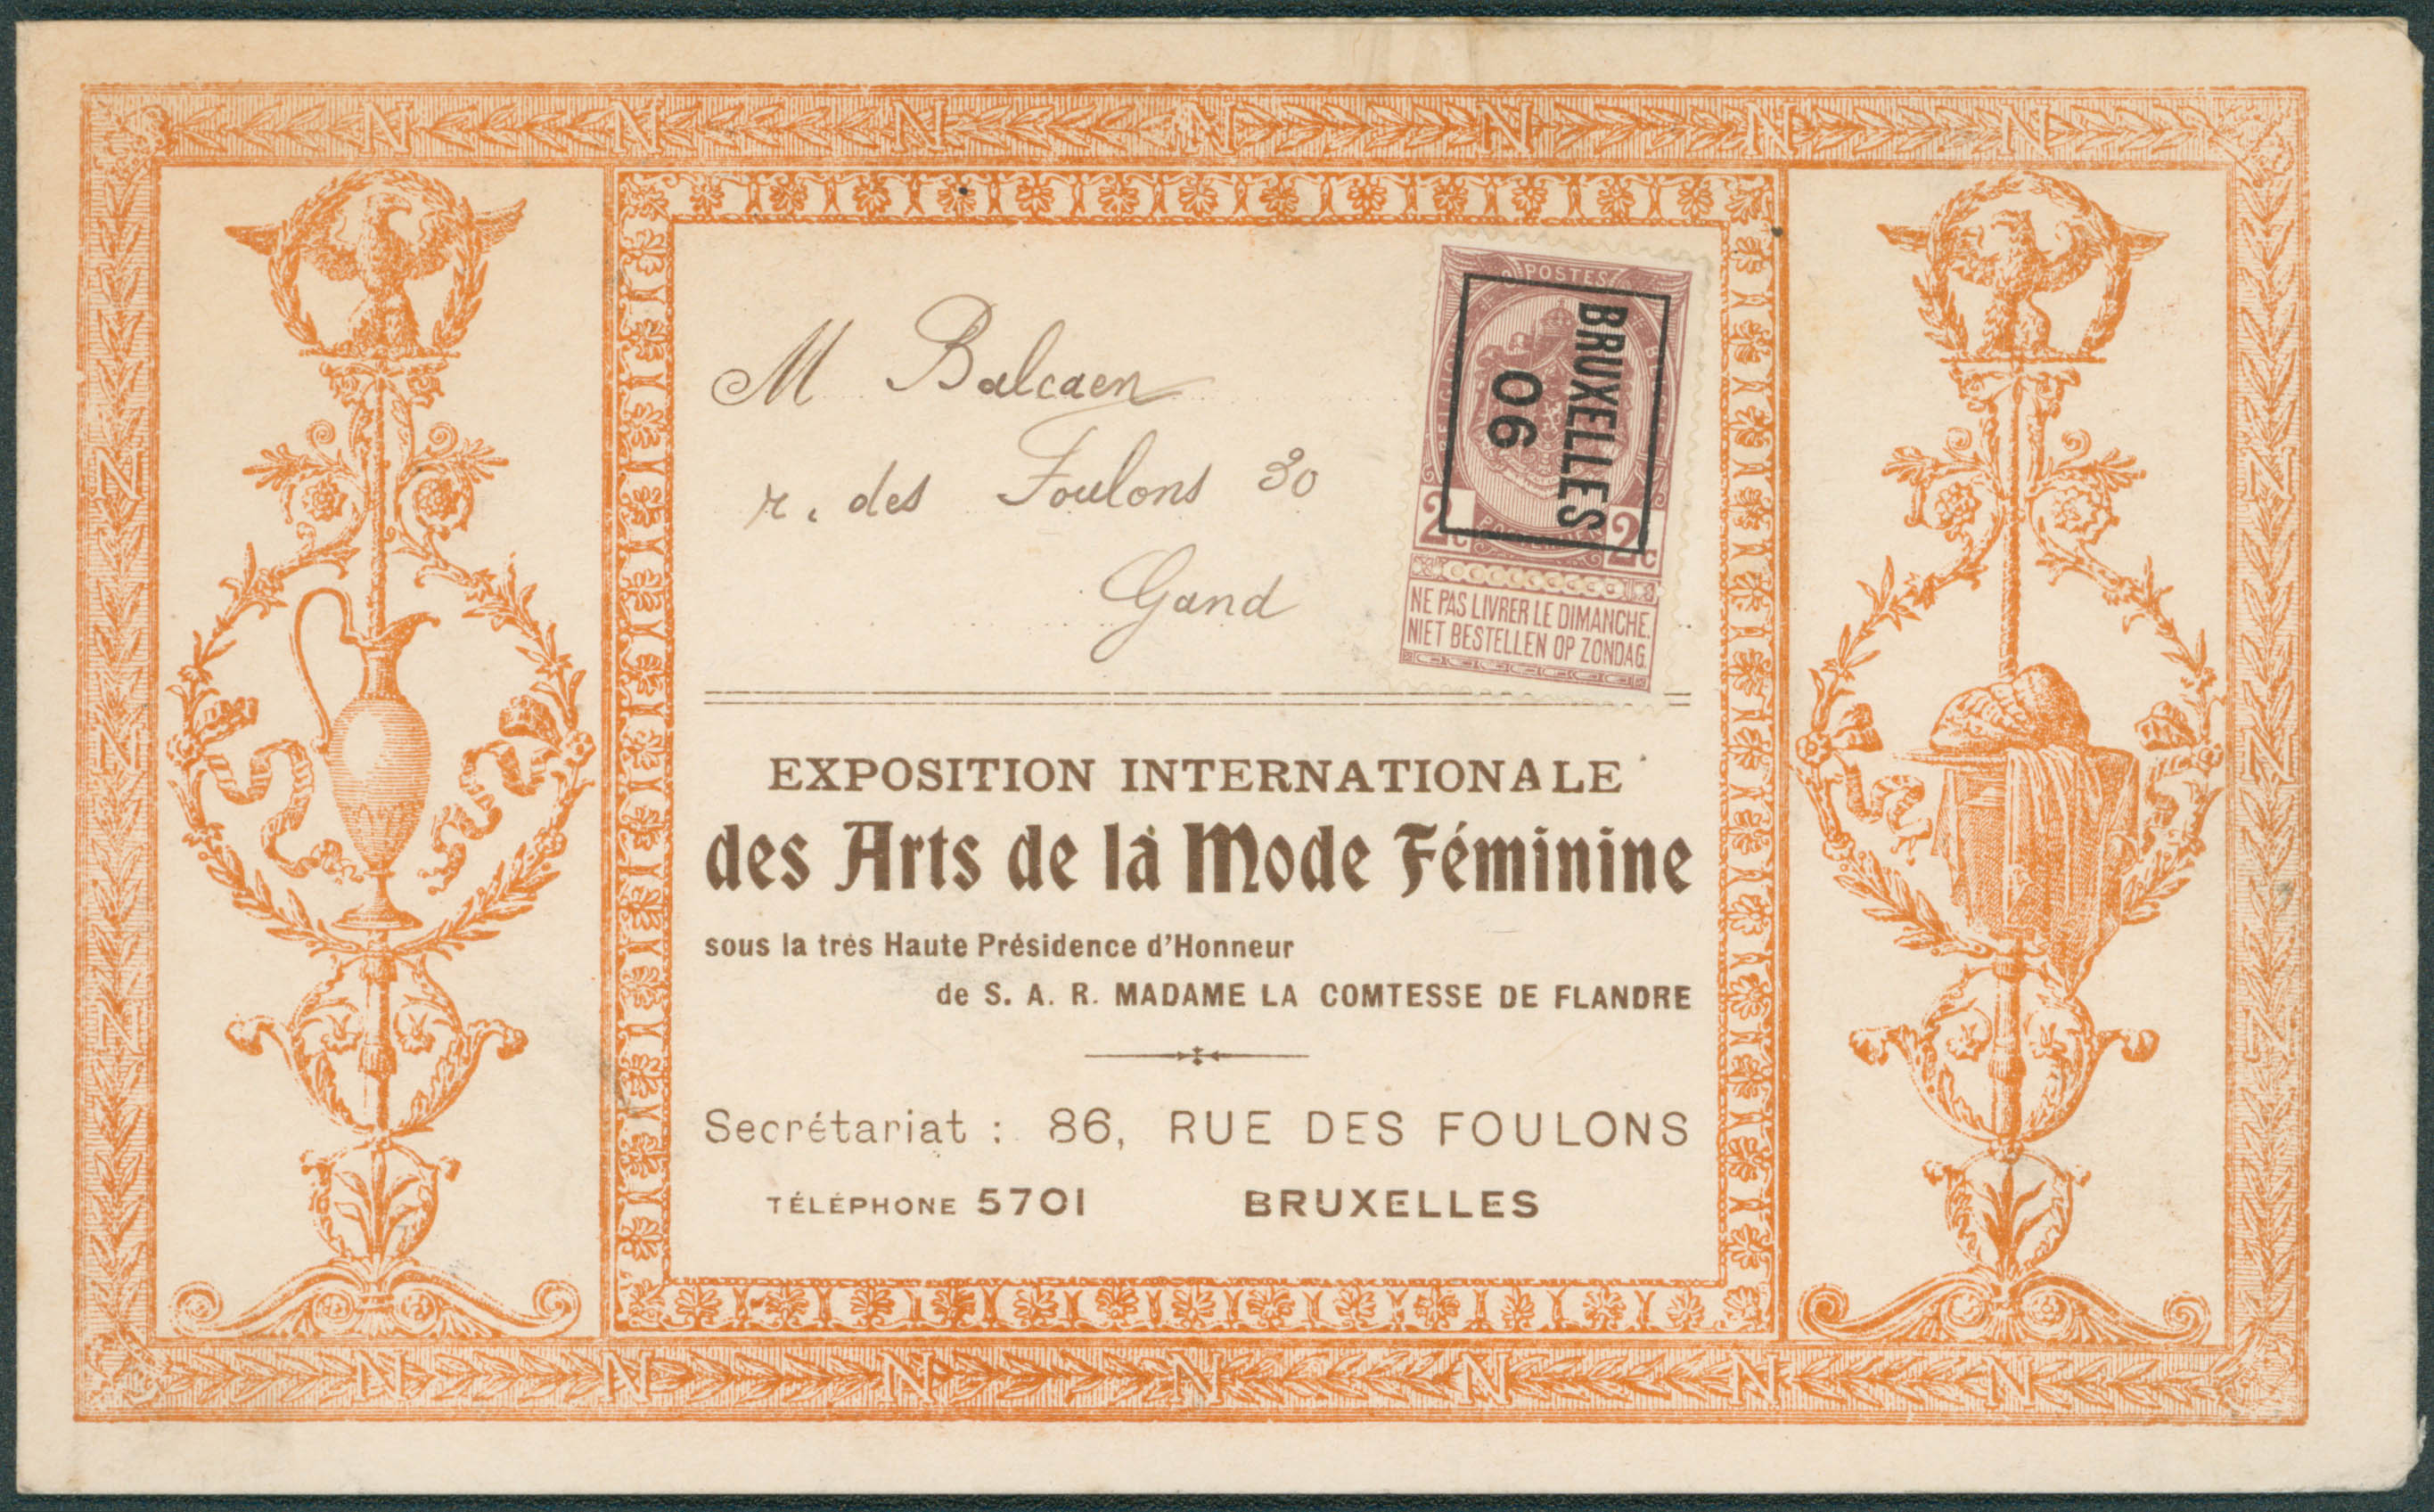 M Balcaen
r. des Foulons 30
Gand
POSTES
BRUXELLES
06
2c 2c
NE PAS LIVRER LE DIMANCHE.
NIET BESTELLEN OP ZONDAG.
EXPOSITION INTERNATIONALE
des Arts de la Mode Féminine
sous la très Haute Présidence d'Honneur
de S. A. R. MADAME LA COMTESSE DE FLANDRE
Secrétariat : 86, RUE DES FOULONS
TÉLÉPHONE 5701 BRUXELLES